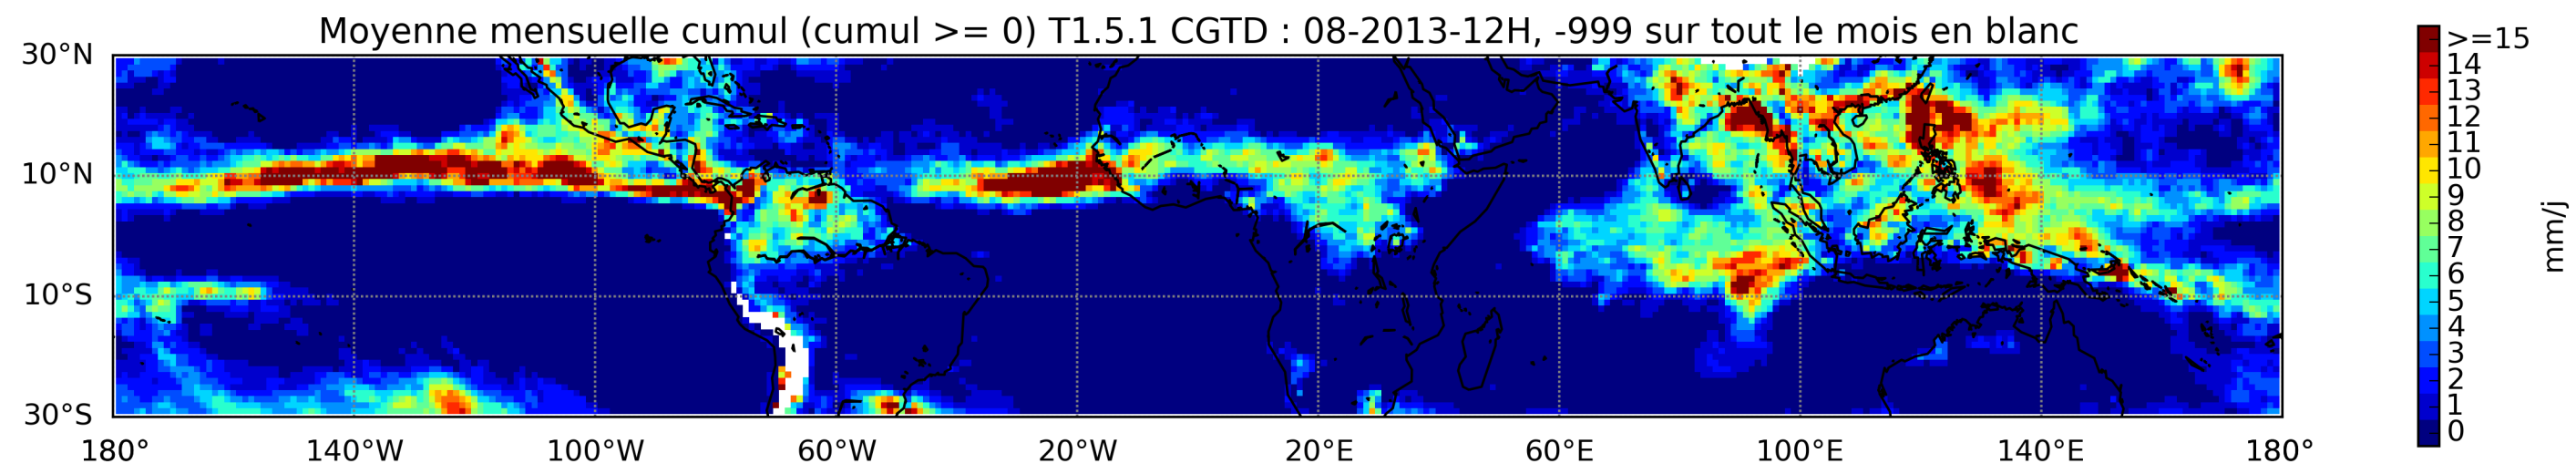 Moyenne mensuelle cumul (cumul >= 0) T1.5.1 CGTD : 08-2013-12H, -999 sur tout le mois en blanc
30°N
10°N
10°S
30°S
180°
140°W
100°W
60°W
20°W
20°E
60°E
100°E
140°E
180°
>=15
14
13
12
11
10
9
8
7
6
5
4
3
2
1
0
mm/j